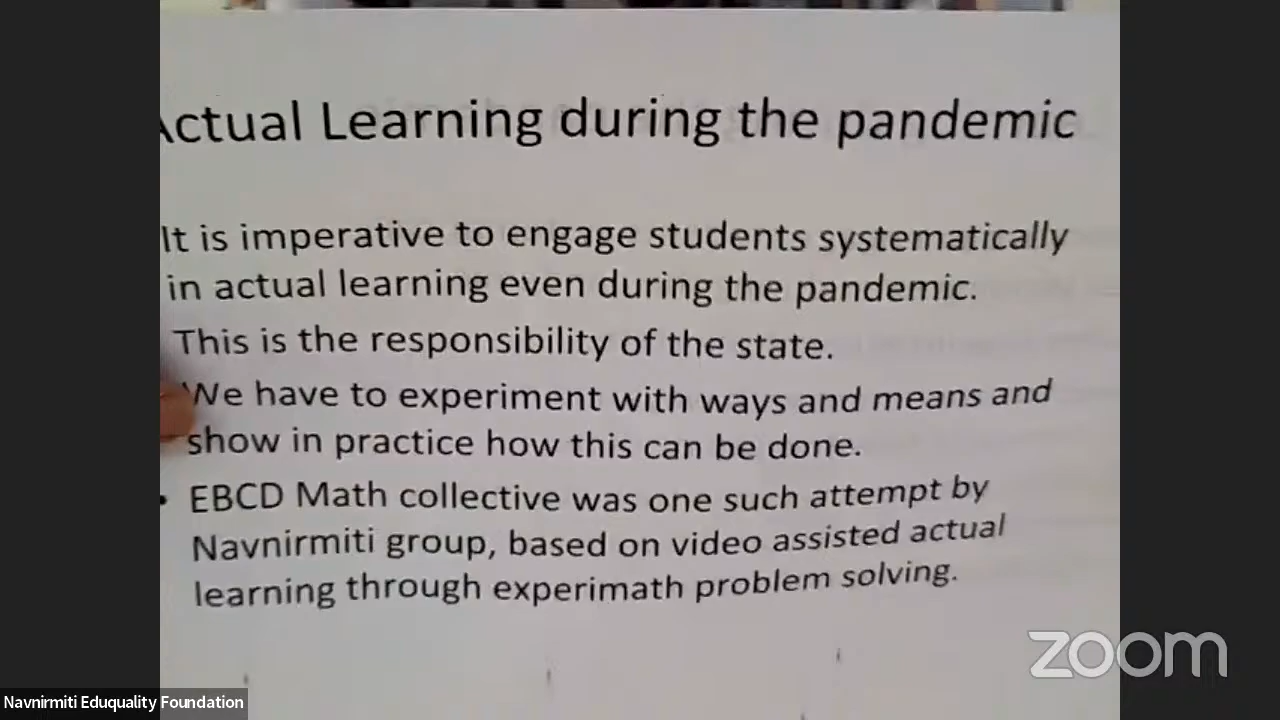 Actual Learning during the pandemic
It is imperative to engage students systematically
in actual learning even during the pandemic.
This is the responsibility of the state.
We have to experiment with ways and means and
show in practice how this can be done.
• EBCD Math collective was one such attempt by
Navnirmiti group, based on video assisted actual
learning through experimath problem solving.
zoom
Navnirmiti Eduquality Foundation